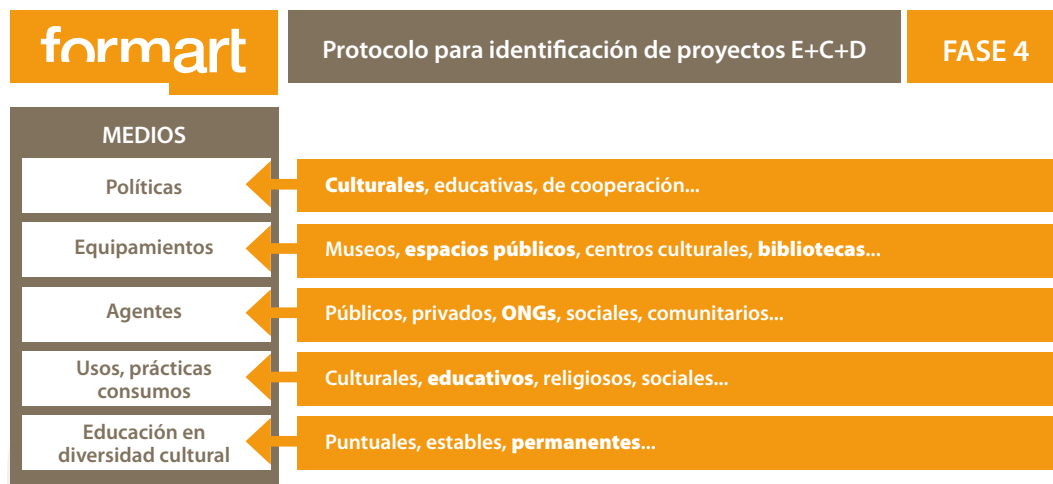 formart
Protocolo para identificación de proyectos E+C+D
FASE 4
MEDIOS
Políticas
Culturales, educativas, de cooperación...
Equipamientos
Museos, espacios públicos, centros culturales, bibliotecas...
Agentes
Públicos, privados, ONGs, sociales, comunitarios...
Usos, prácticas
consumos
Culturales, educativos, religiosos, sociales...
Educación en
diversidad cultural
Puntuales, estables, permanentes...